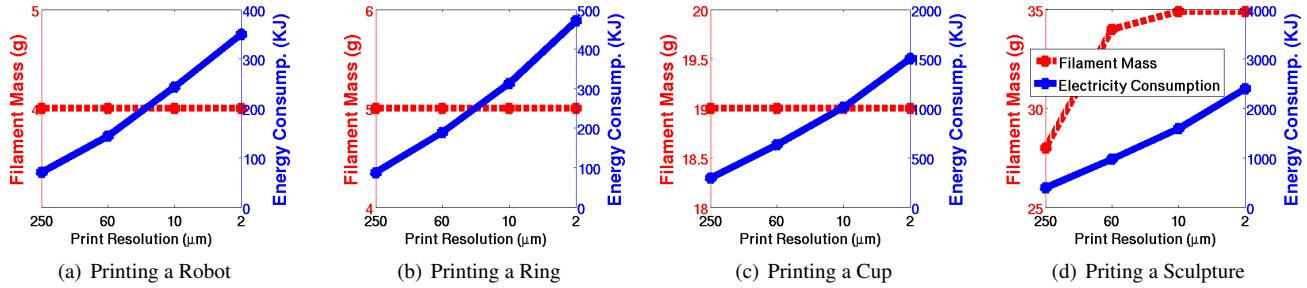 Filament Mass (g)
5
4
400
300
200
100
0
Energy Consump. (KJ)
250 60 10 2
Print Resolution (μm)
(a) Printing a Robot
Filament Mass (g)
6
5
4
500
400
300
200
100
0
Energy Consump. (KJ)
250 60 10 2
Print Resolution (μm)
(b) Printing a Ring
Filament Mass (g)
20
19.5
19
18.5
18
2000
1500
1000
500
0
Energy Consump. (KJ)
250 60 10 2
Print Resolution (μm)
(c) Printing a Cup
Filament Mass (g)
35
30
25
Filament Mass
Electricity Consumption
4000
3000
2000
1000
0
Energy Consump. (KJ)
250 60 10 2
Print Resolution (μm)
(d) Priting a Sculpture